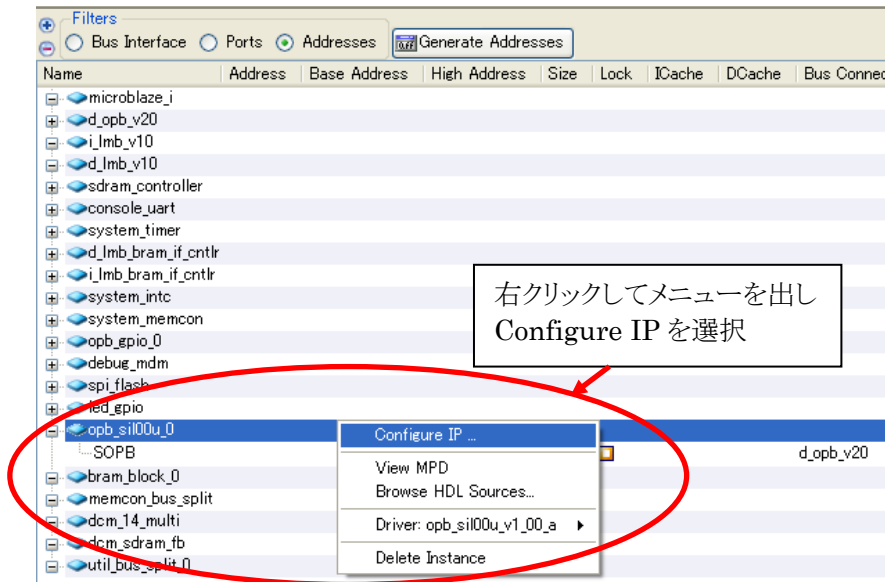 Filters
Bus Interface Ports Addresses Generate Addresses
Name Address Base Address High Address Size Lock ICache DCache Bus Connec
microblaze_i
d_opb_v20
i_lmb_v10
d_lmb_v10
sdram_controller
console_uart
system_timer
d_lmb_bram_if_cntlr
i_lmb_bram_if_cntlr
system_intc
system_memcon
opb_gpio_0
debug_mdm
spi_flash
led_gpio
opb_sil00u_0
SOPB d_opb_v20
bram_block_0
memcon_bus_split
dcm_14_multi
dcm_sdram_fb
util_bus_split_0
右クリックしてメニューを出し
Configure IP を選択
Configure IP ...
View MPD
Browse HDL Sources...
Driver: opb_sil00u_v1_00_a
Delete Instance